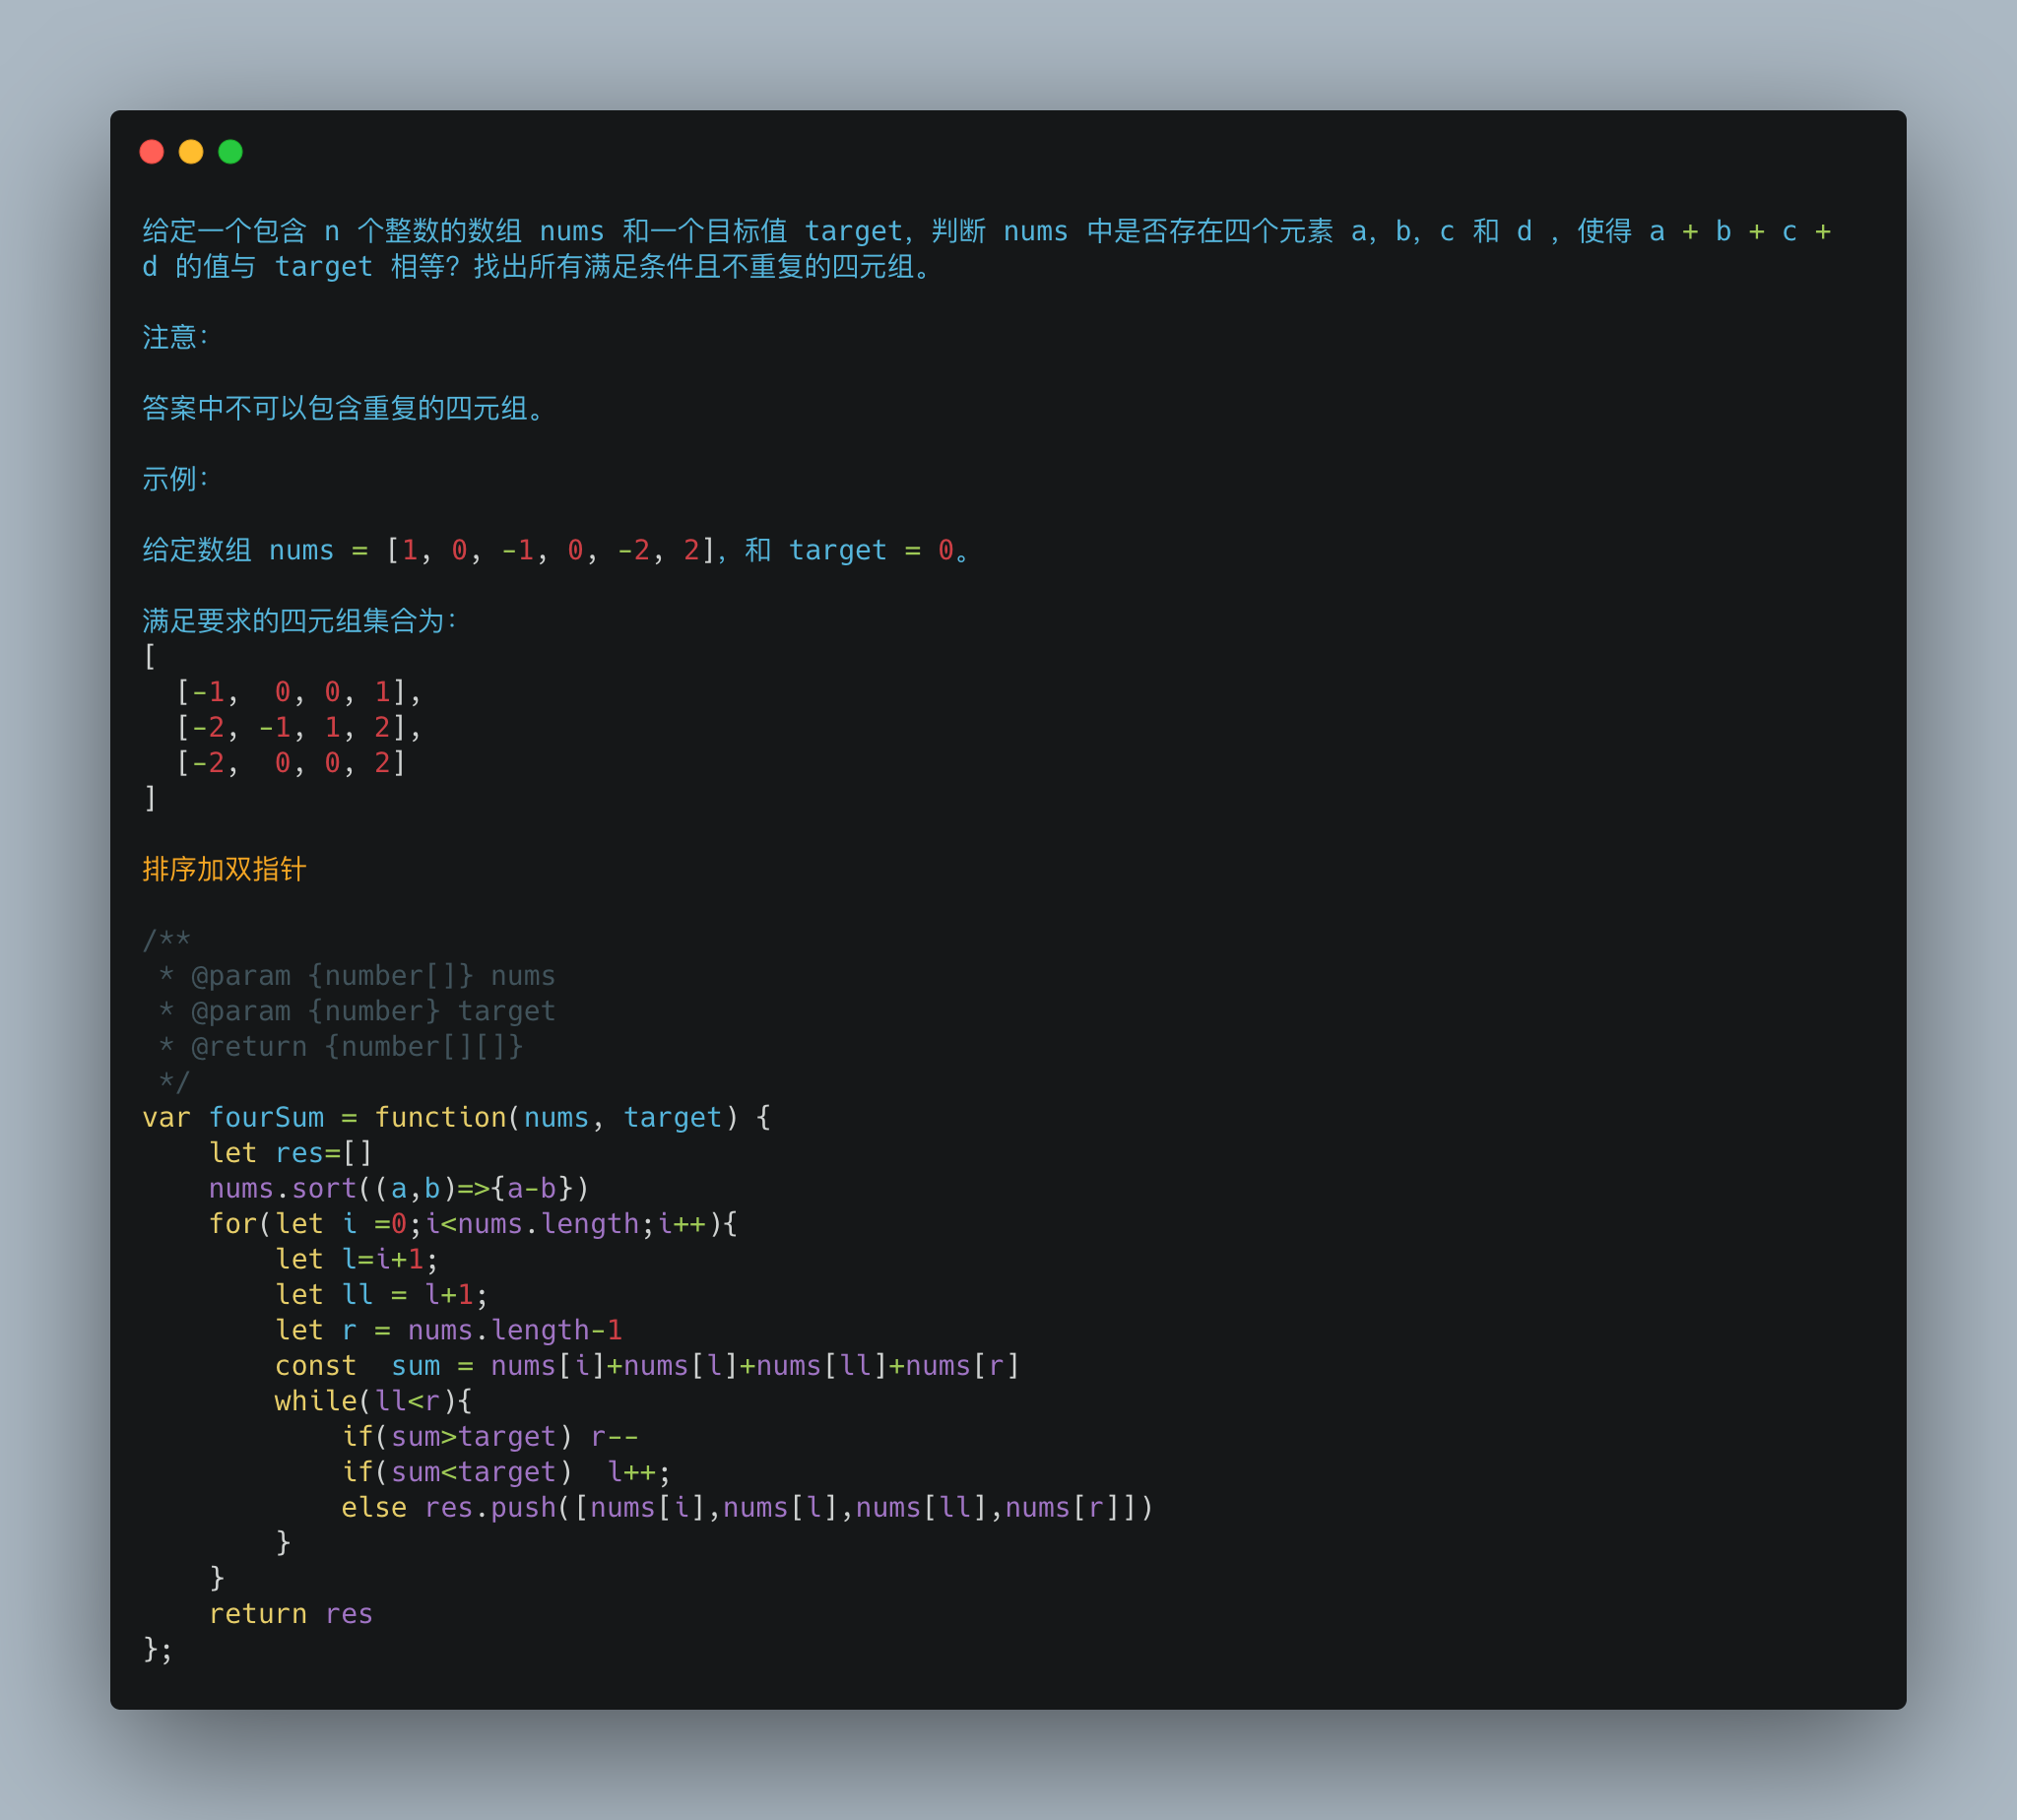 给定一个包含 n 个整数的数组 nums 和一个目标值 target，判断 nums 中是否存在四个元素 a，b，c 和 d ，使得 a + b + c +
d 的值与 target 相等？找出所有满足条件且不重复的四元组。
注意：
答案中不可以包含重复的四元组。
示例：
给定数组 nums = [1, 0, -1, 0, -2, 2]，和 target = 0。
满足要求的四元组集合为：
[
  [-1,  0, 0, 1],
  [-2, -1, 1, 2],
  [-2,  0, 0, 2]
]
排序加双指针
/**
 * @param {number[]} nums
 * @param {number} target
 * @return {number[][]}
 */
var fourSum = function(nums, target) {
    let res=[]
    nums.sort((a,b)=>{a-b})
    for(let i =0;i<nums.length;i++){
        let l=i+1;
        let ll = l+1;
        let r = nums.length-1
        const  sum = nums[i]+nums[l]+nums[ll]+nums[r]
        while(ll<r){
            if(sum>target) r--
            if(sum<target)  l++;
            else res.push([nums[i],nums[l],nums[ll],nums[r]])
        }
    }
    return res
};